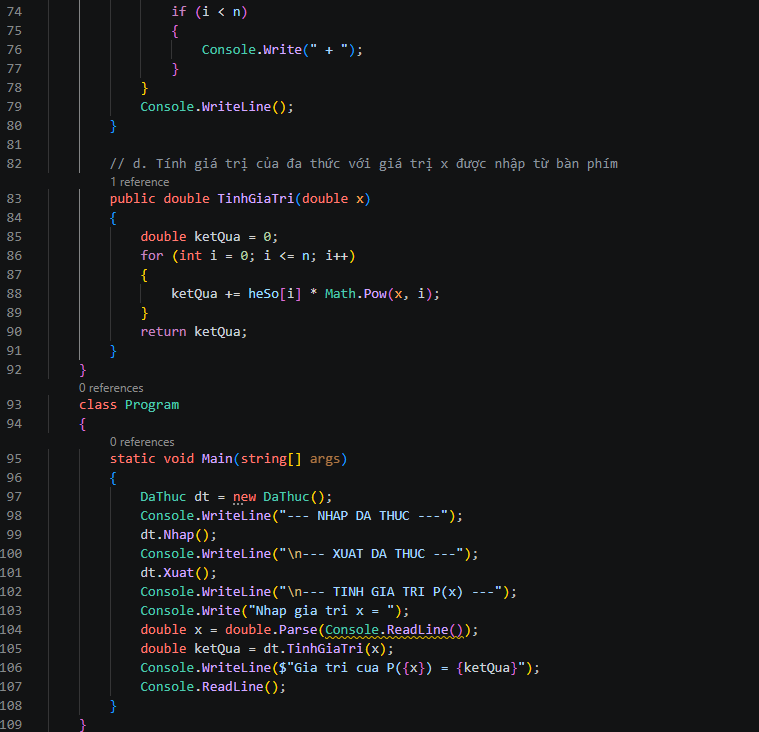 74 if (i < n)
75 {
76 Console.Write(" + ");
77 }
78 }
79 Console.WriteLine();
80 }
81
82 // d. Tính giá trị của đa thức với giá trị x được nhập từ bàn phím
1 reference
83 public double TinhGiaTri(double x)
84 {
85 double ketQua = 0;
86 for (int i = 0; i <= n; i++)
87 {
88 ketQua += heSo[i] * Math.Pow(x, i);
89 }
90 return ketQua;
91 }
92 }
0 references
93 class Program
94 {
0 references
95 static void Main(string[] args)
96 {
97 DaThuc dt = new DaThuc();
98 Console.WriteLine("--- NHAP DA THUC ---");
99 dt.Nhap();
100 Console.WriteLine("\n--- XUAT DA THUC ---");
101 dt.Xuat();
102 Console.WriteLine("\n--- TINH GIA TRI P(x) ---");
103 Console.Write("Nhap gia tri x = ");
104 double x = double.Parse(Console.ReadLine());
105 double ketQua = dt.TinhGiaTri(x);
106 Console.WriteLine($"Gia tri cua P({x}) = {ketQua}");
107 Console.ReadLine();
108 }
109 }